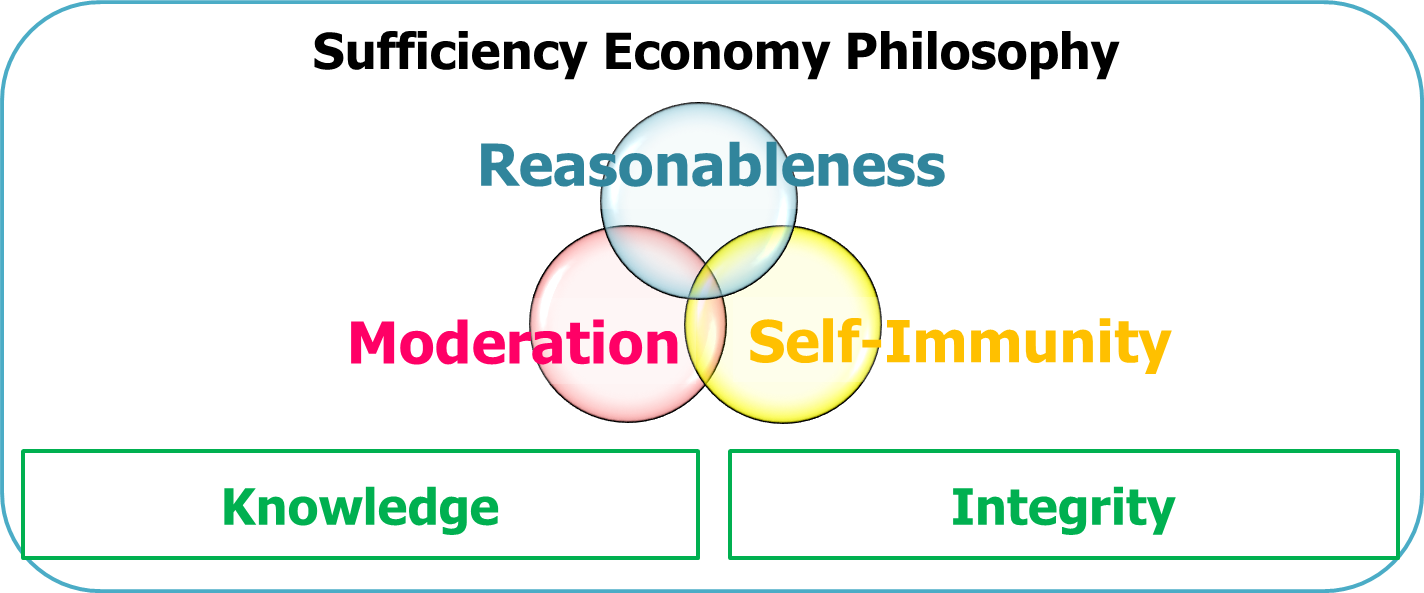 Sufficiency Economy Philosophy
Reasonableness
Moderation
Self-Immunity
Knowledge
Integrity